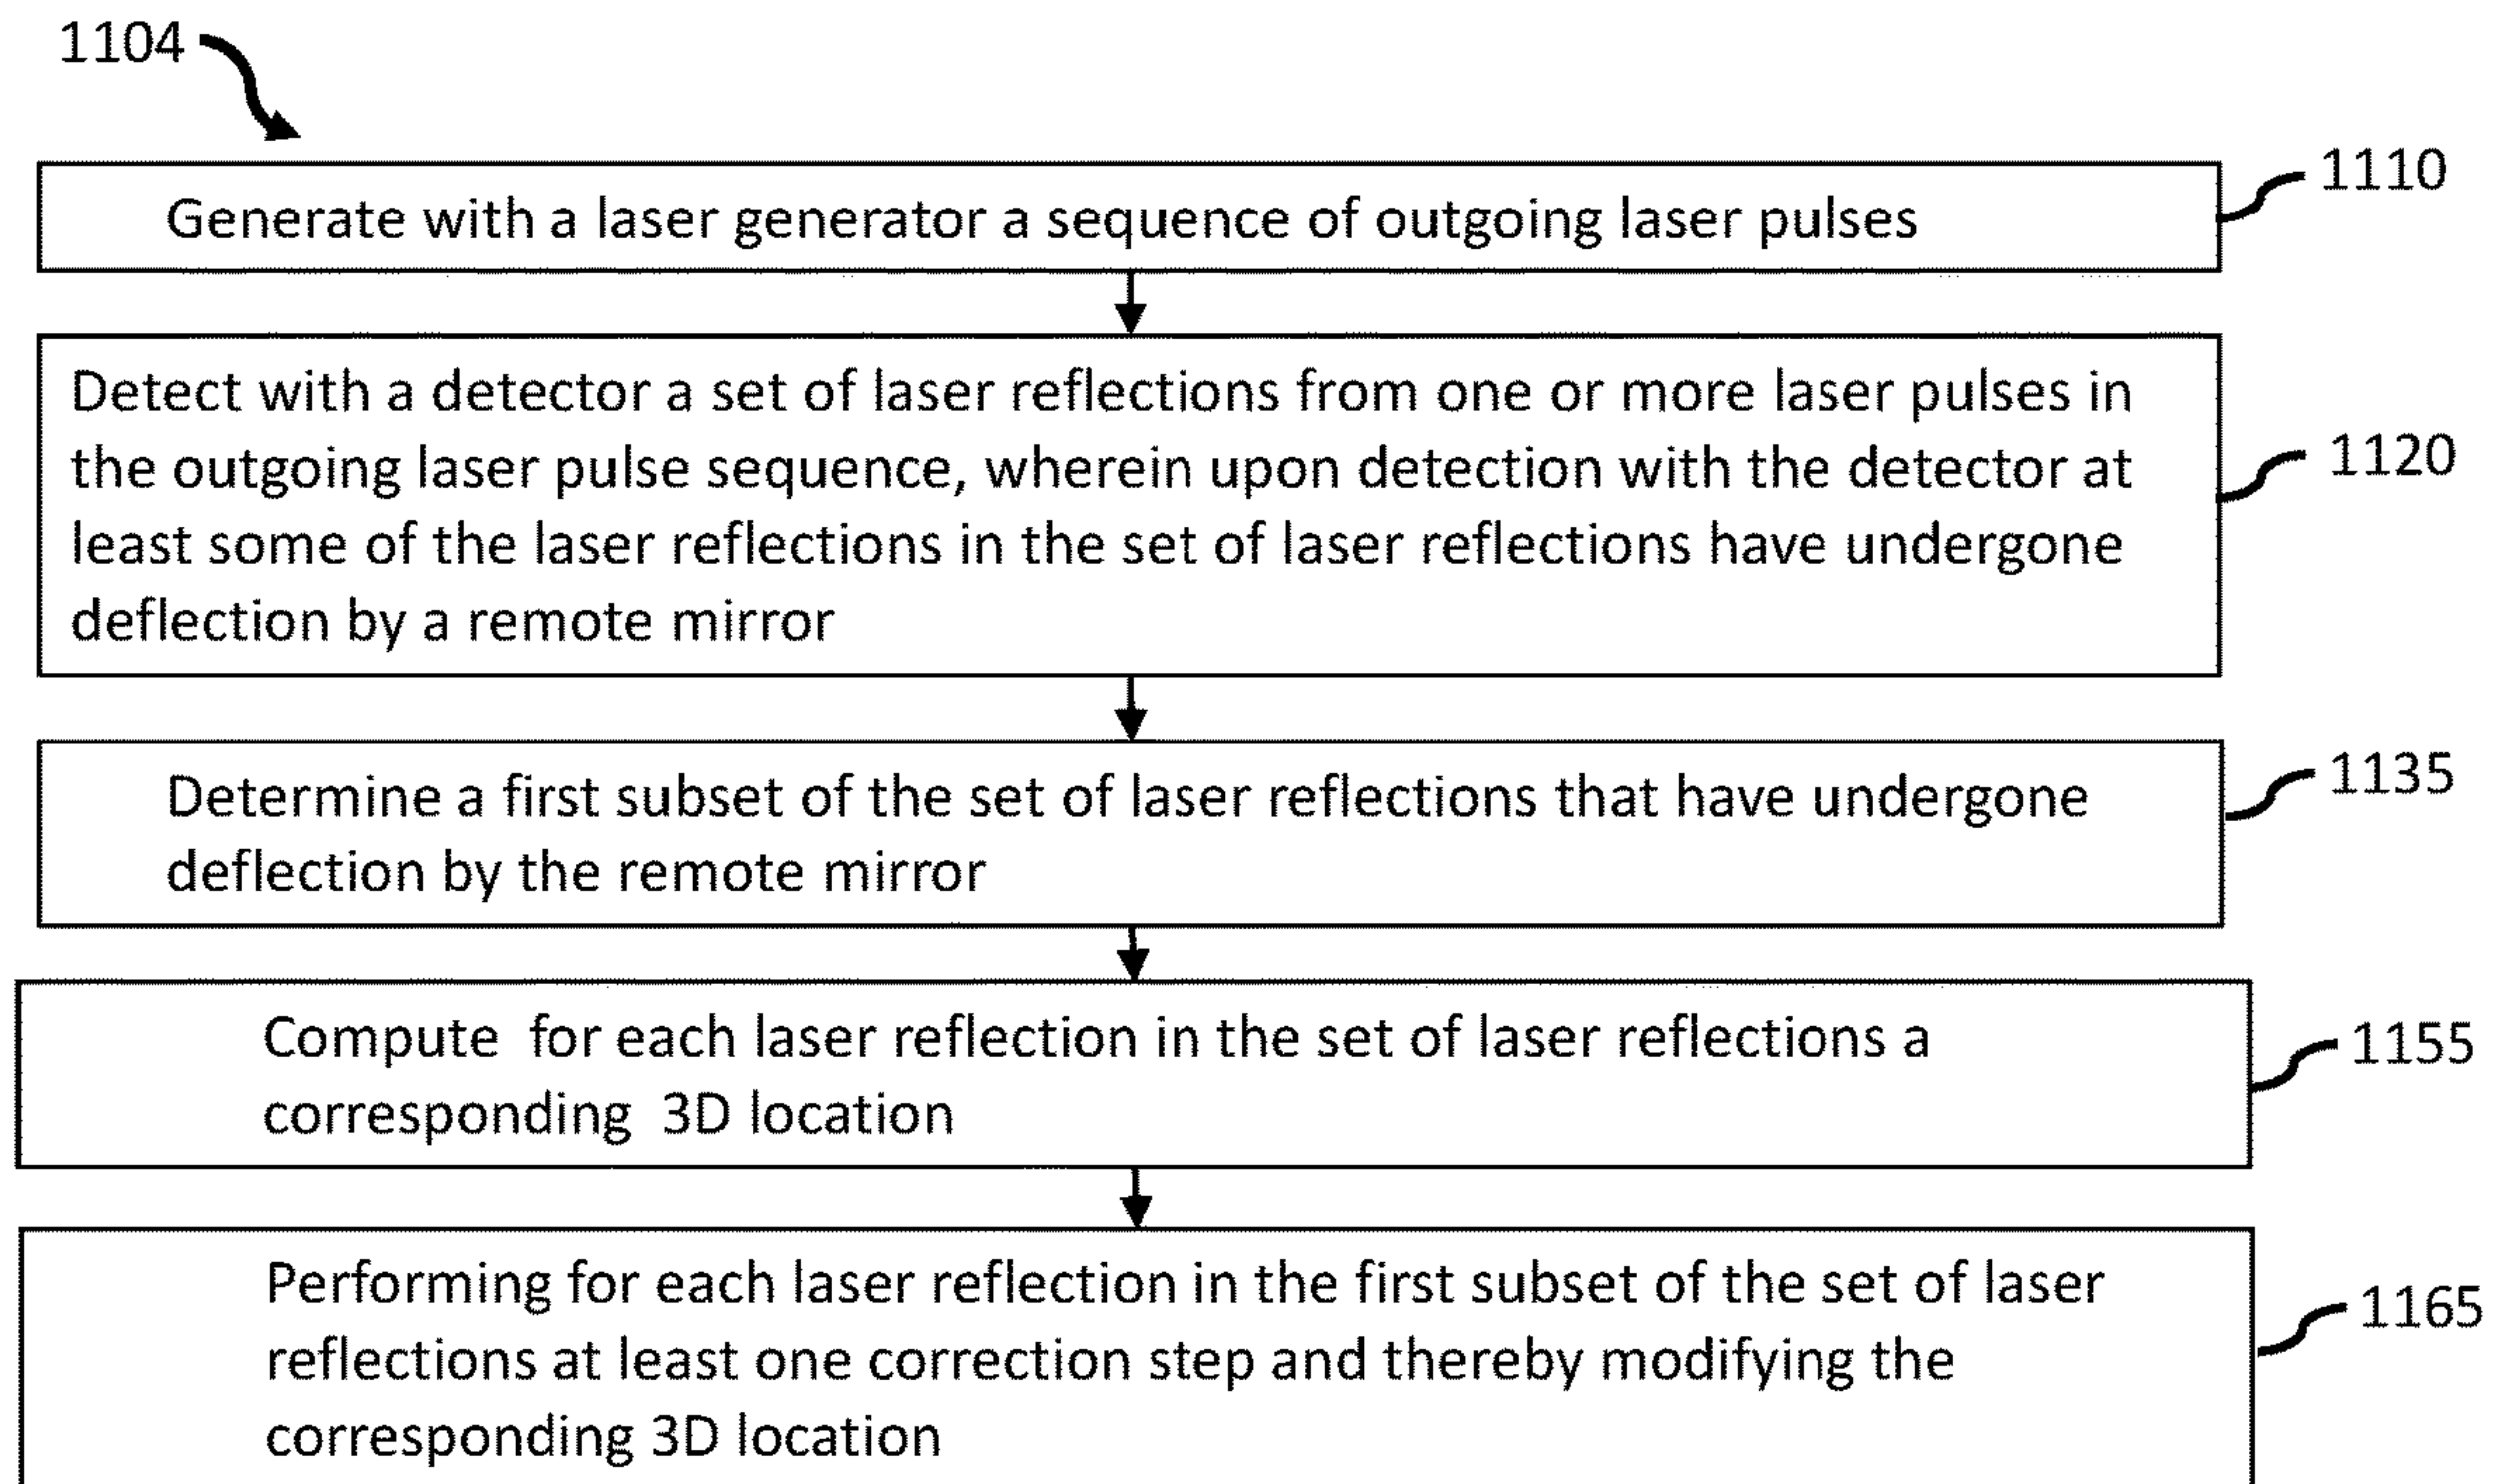 1104
1110
Generate with a laser generator a sequence of outgoing laser pulses
Detect with a detector a set of laser reflections from one or more laser pulses in
the outgoing laser pulse sequence, wherein upon detection with the detector at
1120
least some of the laser reflections in the set of laser reflections have undergone
deflection by a remote mirror
1135
Determine a first subset of the set of laser reflections that have undergone
deflection by the remote mirror
Compute for each laser reflection in the set of laser reflections a
1155
corresponding 3D location
Performing for each laser reflection in the first subset of the set of laser
1165
reflections at least one correction step and thereby modifying the
corresponding 3D location